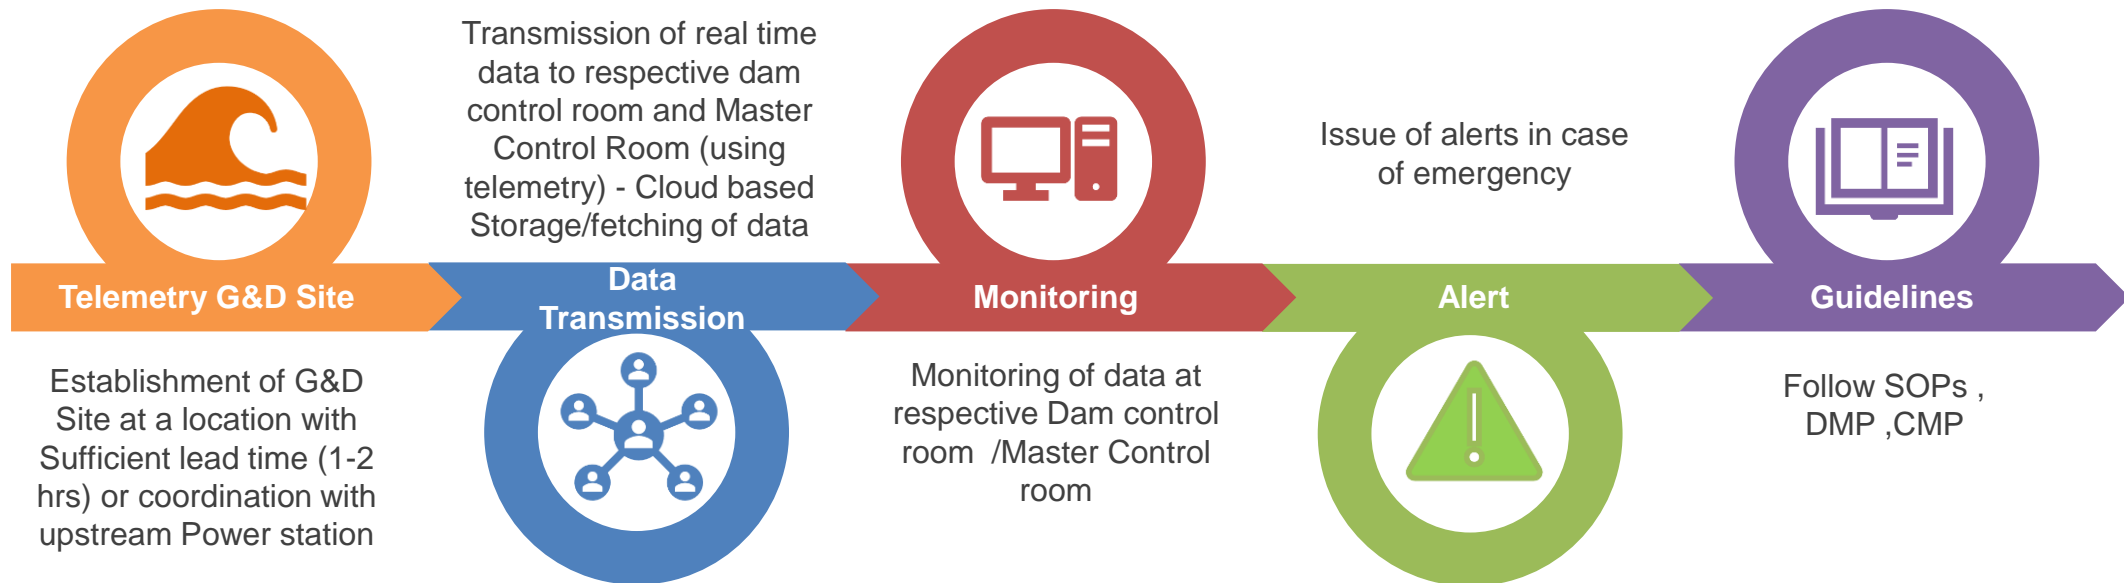 Telemetry G&D Site
Establishment of G&D
Site at a location with
Sufficient lead time (1-2
hrs) or coordination with
upstream Power station
Transmission of real time
data to respective dam
control room and Master
Control Room (using
telemetry) - Cloud based
Storage/fetching of data
Data
Transmission
Monitoring
Monitoring of data at
respective Dam control
room  /Master Control
room
Issue of alerts in case
of emergency
Alert
Guidelines
Follow SOPs ,
DMP ,CMP